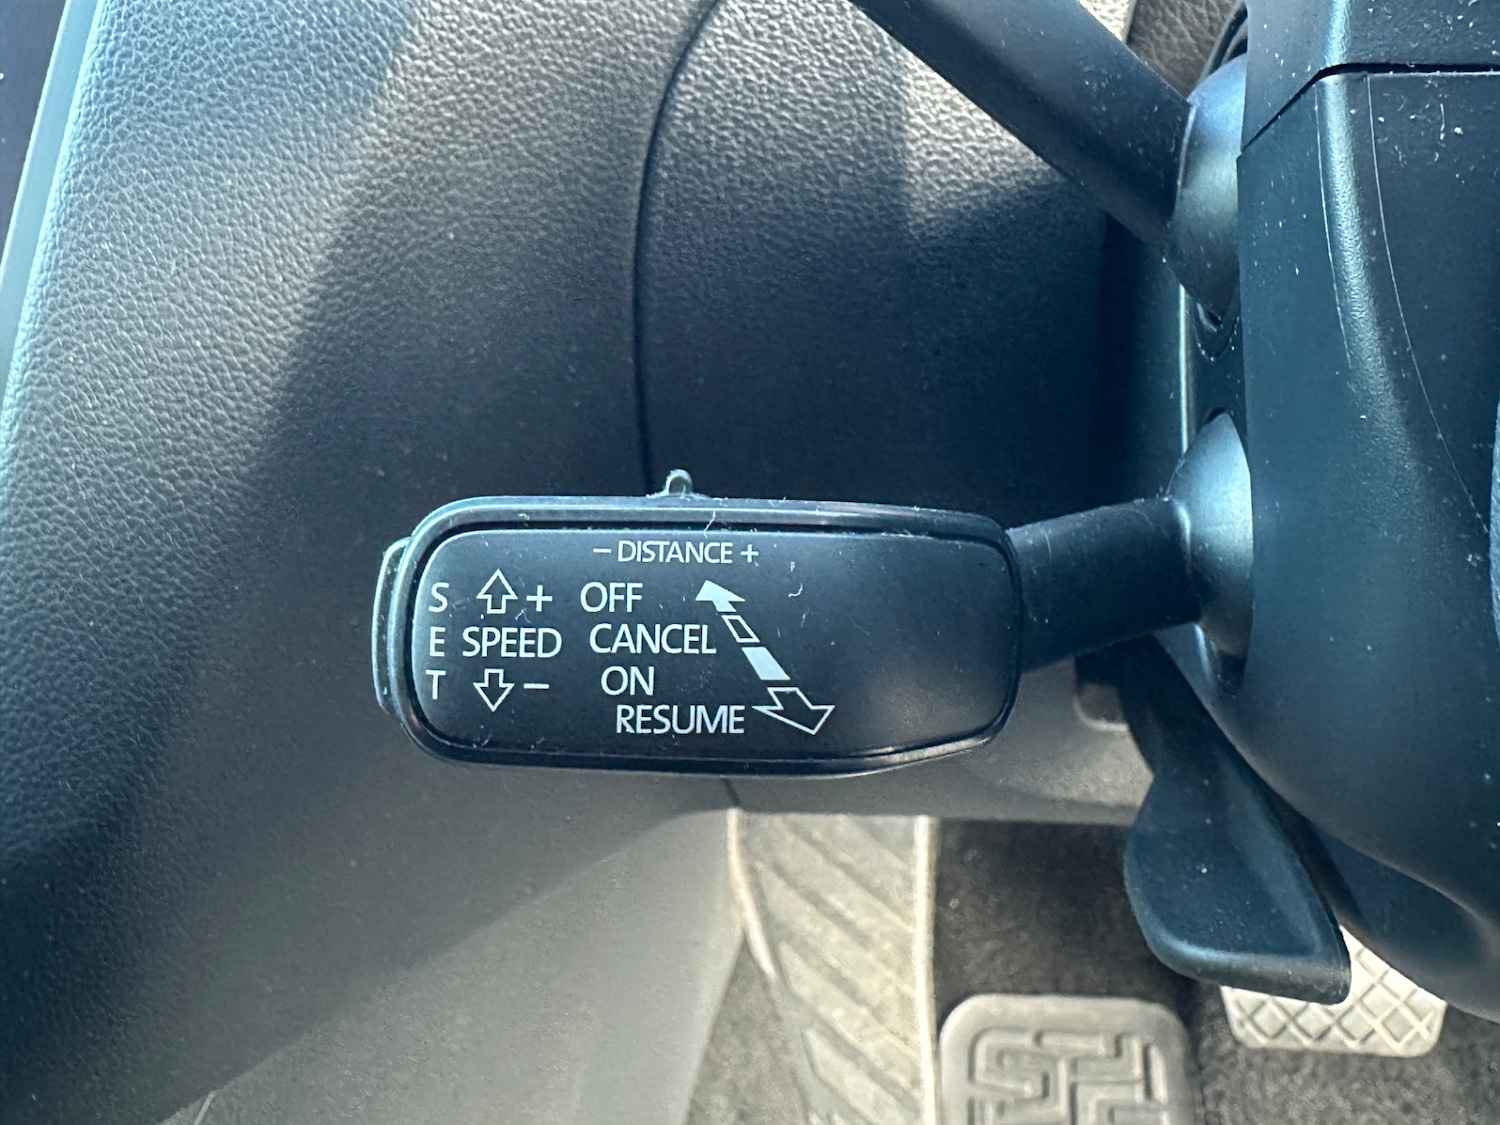 – DISTANCE +
S + OFF
E SPEED CANCEL
T – ON
RESUME